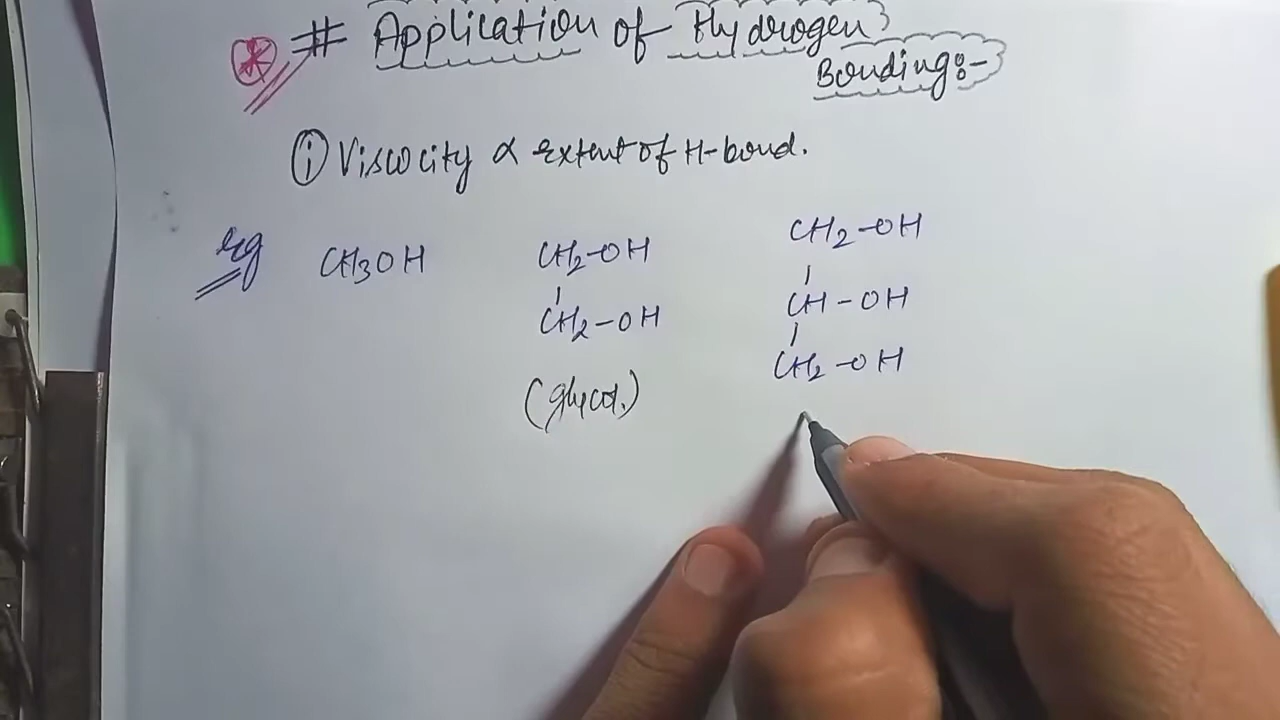 # Application of Hydrogen
Bonding:-
(i) Viscocity ∝ extent of H-bond.
eg CH3OH CH2-OH CH2-OH
CH2-OH CH-OH
CH2-OH
(glycol)